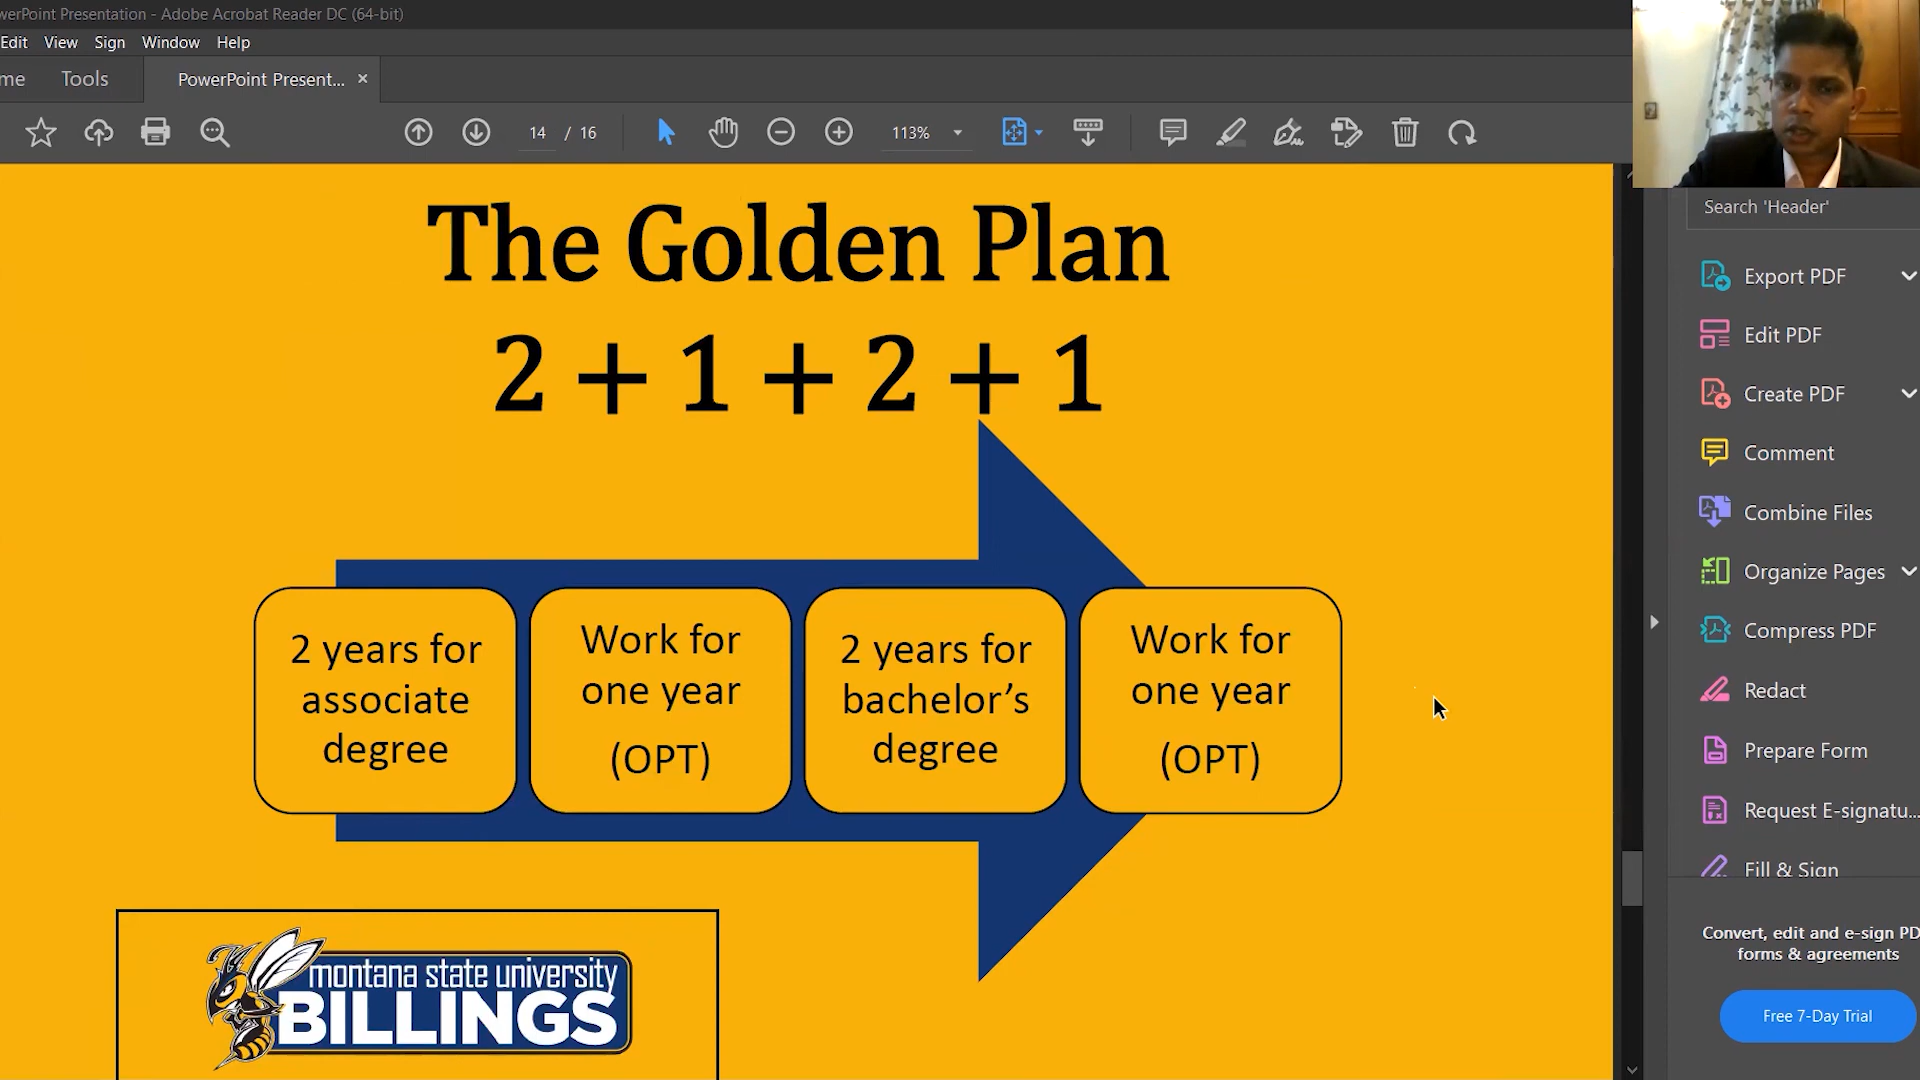 werPoint Presentation - Adobe Acrobat Reader DC (64-bit)
Edit View Sign Window Help
me Tools PowerPoint Present... ×
14 / 16 113%
The Golden Plan
2 + 1 + 2 + 1
2 years for
associate
degree
Work for
one year
(OPT)
2 years for
bachelor’s
degree
Work for
one year
(OPT)
montana state university
BILLINGS
Search 'Header'
Export PDF
Edit PDF
Create PDF
Comment
Combine Files
Organize Pages
Compress PDF
Redact
Prepare Form
Request E-signatu...
Fill & Sign
Convert, edit and e-sign PD
forms & agreements
Free 7-Day Trial